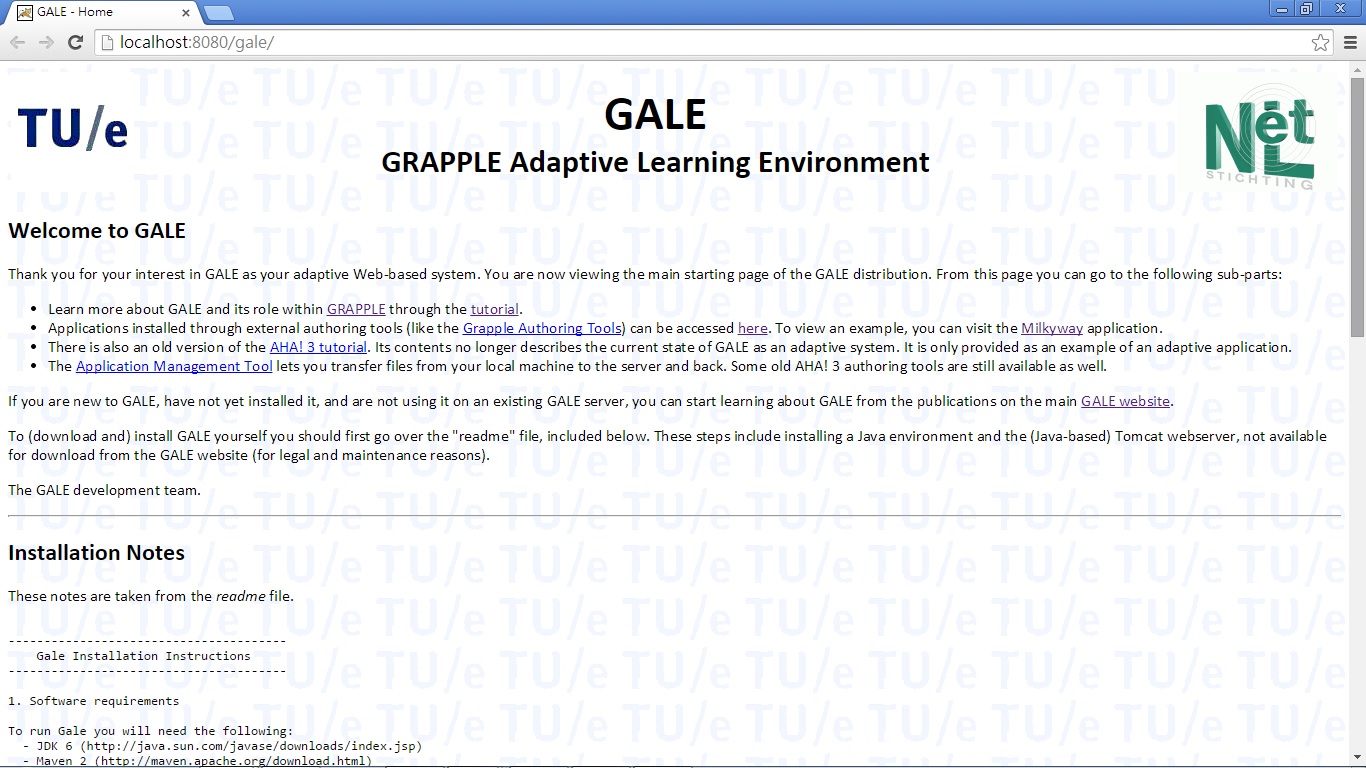 GALE - Home
localhost:8080/gale/
TU/e
GALE
GRAPPLE Adaptive Learning Environment
Net
NL
STICHTING
Welcome to GALE
Thank you for your interest in GALE as your adaptive Web-based system. You are now viewing the main starting page of the GALE distribution. From this page you can go to the following sub-parts:
• Learn more about GALE and its role within GRAPPLE through the tutorial.
• Applications installed through external authoring tools (like the Grapple Authoring Tools) can be accessed here. To view an example, you can visit the Milkyway application.
• There is also an old version of the AHA! 3 tutorial. Its contents no longer describes the current state of GALE as an adaptive system. It is only provided as an example of an adaptive application.
• The Application Management Tool lets you transfer files from your local machine to the server and back. Some old AHA! 3 authoring tools are still available as well.
If you are new to GALE, have not yet installed it, and are not using it on an existing GALE server, you can start learning about GALE from the publications on the main GALE website.
To (download and) install GALE yourself you should first go over the "readme" file, included below. These steps include installing a Java environment and the (Java-based) Tomcat webserver, not available
for download from the GALE website (for legal and maintenance reasons).
The GALE development team.
Installation Notes
These notes are taken from the readme file.
---------------------------------------
Gale Installation Instructions
---------------------------------------
1. Software requirements
To run Gale you will need the following:
- JDK 6 (http://java.sun.com/javase/downloads/index.jsp)
- Maven 2 (http://maven.apache.org/download.html)